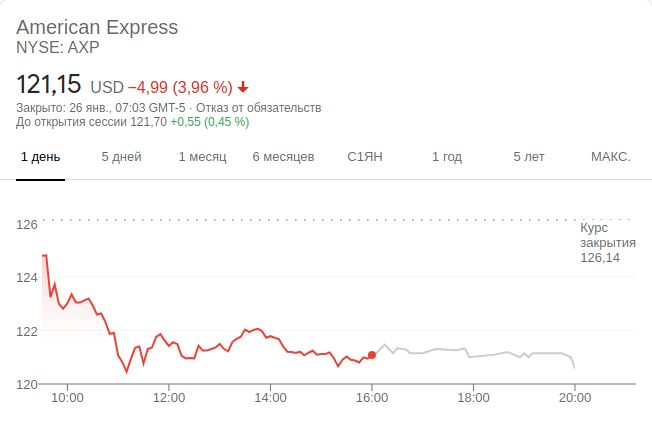 American Express
NYSE: AXP
121,15 USD −4,99 (3,96 %)
Закрыто: 26 янв., 07:03 GMT-5 · Отказ от обязательств
До открытия сессии 121,70 +0,55 (0,45 %)
1 день 5 дней 1 месяц 6 месяцев С1ЯН 1 год 5 лет МАКС.
126
Курс
закрытия
126,14
124
122
120
10:00 12:00 14:00 16:00 18:00 20:00